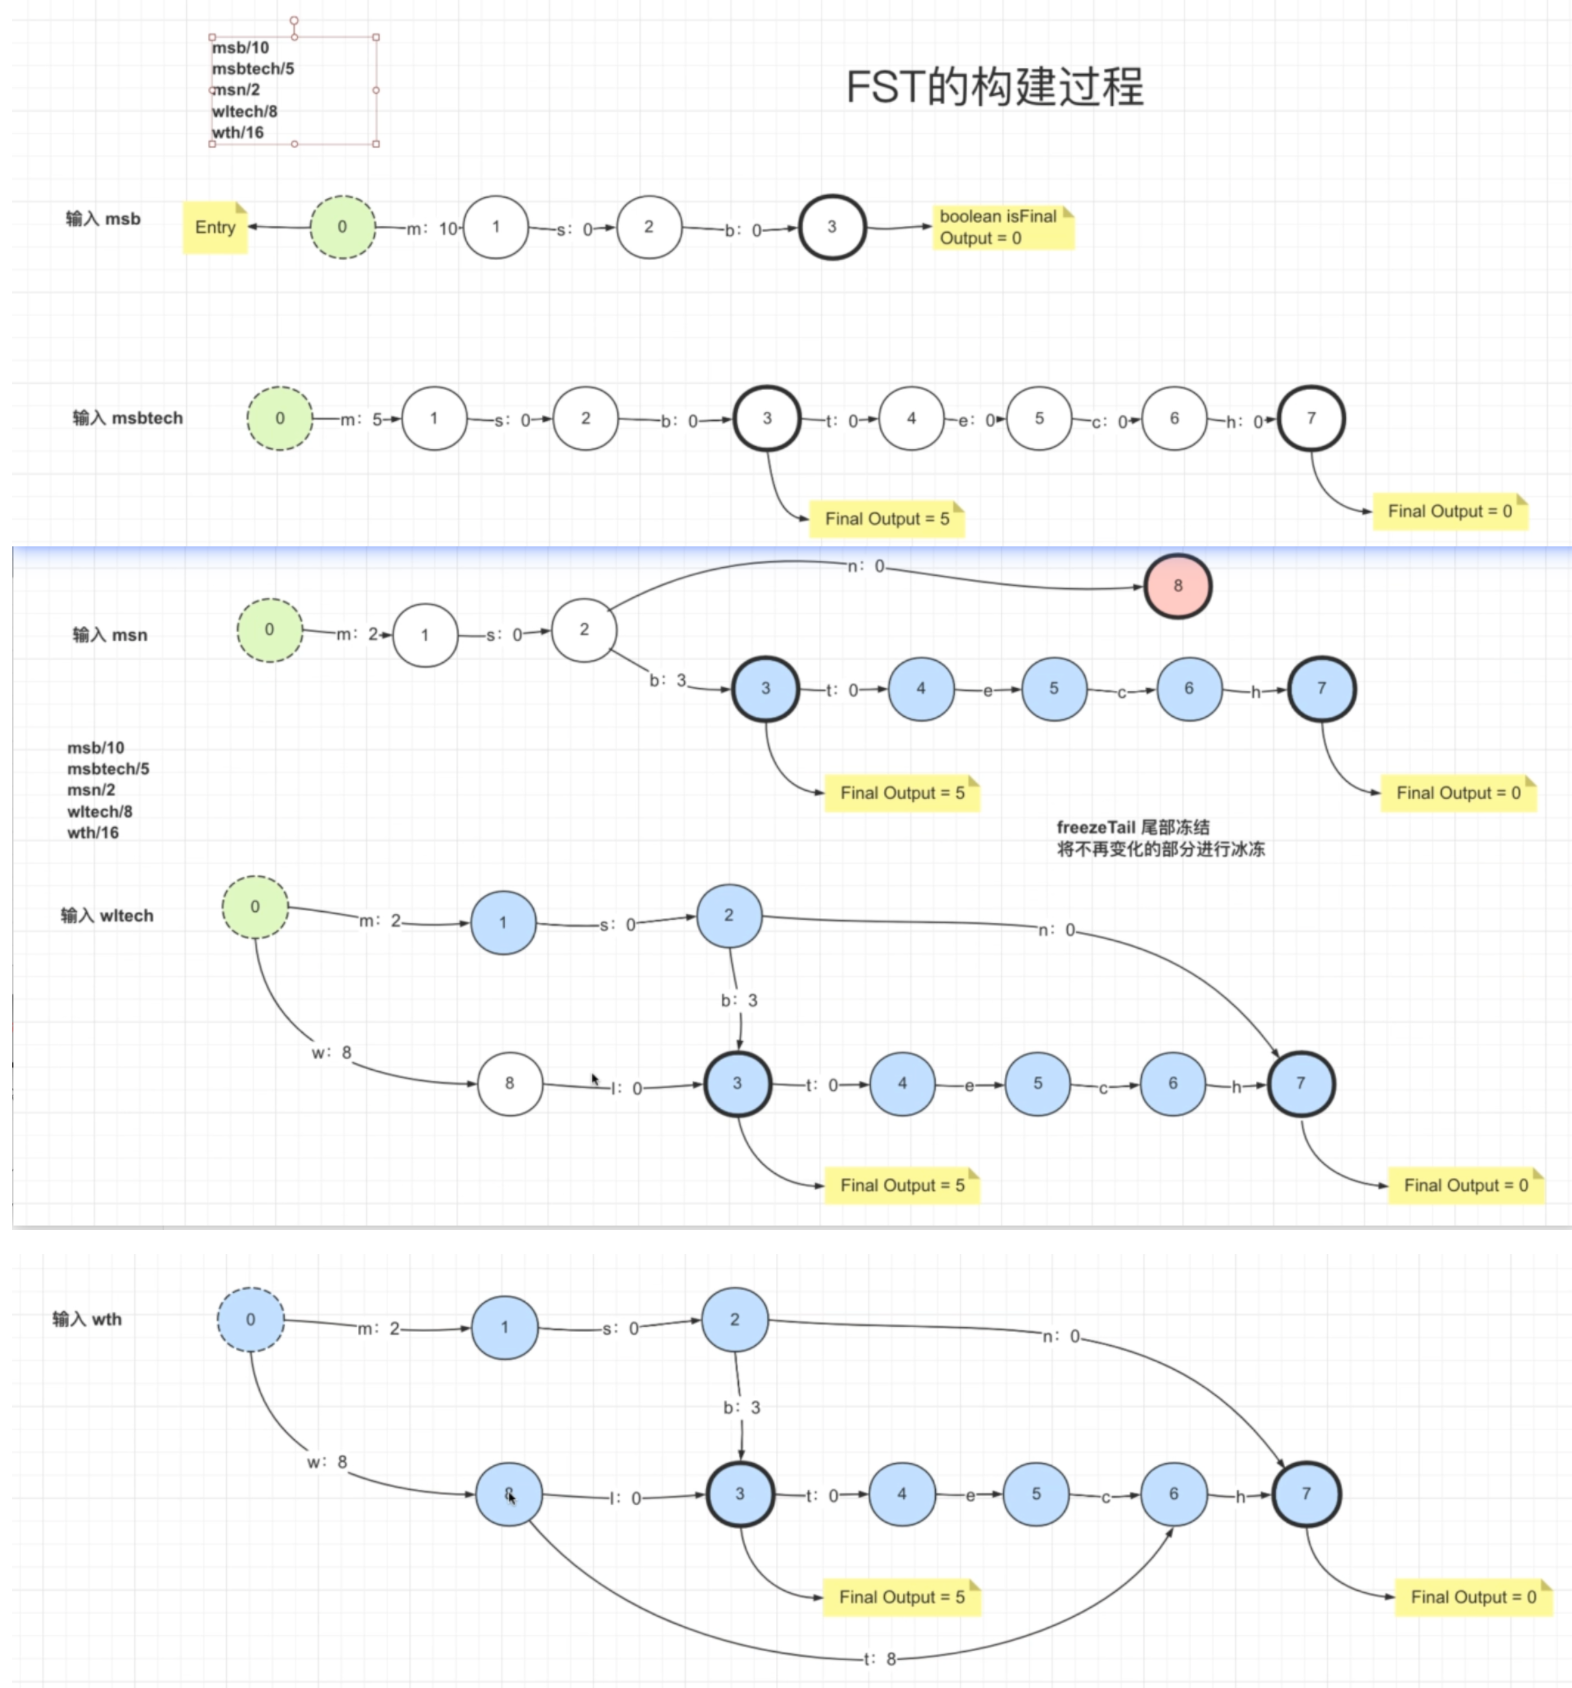 msb/10
msbtech/5
msn/2
wltech/8
wth/16
FST的构建过程
输入 msb
Entry
0
m: 10
1
s: 0
2
b: 0
3
boolean isFinal
Output = 0
输入 msbtech
0
m: 5
1
s: 0
2
b: 0
3
t: 0
4
e: 0
5
c: 0
6
h: 0
7
Final Output = 5
Final Output = 0
n: 0
8
输入 msn
0
m: 2
1
s: 0
2
b: 3
3
t: 0
4
e
5
c
6
h
7
msb/10
msbtech/5
msn/2
wltech/8
wth/16
Final Output = 5
Final Output = 0
freezeTail 尾部冻结
将不再变化的部分进行冰冻
输入 wltech
0
m: 2
1
s: 0
2
n: 0
b: 3
w: 8
8
l: 0
3
t: 0
4
e
5
c
6
h
7
Final Output = 5
Final Output = 0
输入 wth
0
m: 2
1
s: 0
2
n: 0
b: 3
w: 8
8
l: 0
3
t: 0
4
e
5
c
6
h
7
Final Output = 5
Final Output = 0
t: 8